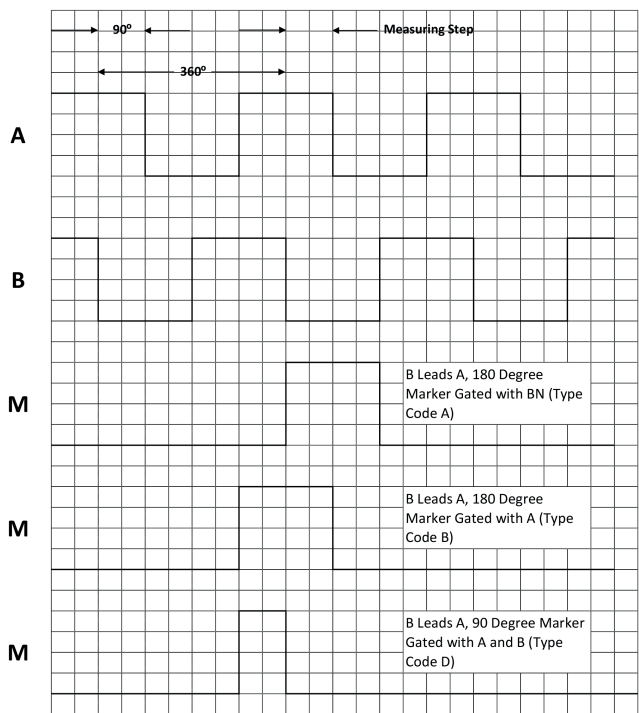 90º
Measuring Step
360º
A
B
B Leads A, 180 Degree
Marker Gated with BN (Type
Code A)
M
B Leads A, 180 Degree
Marker Gated with A (Type
Code B)
M
B Leads A, 90 Degree Marker
Gated with A and B (Type
Code D)
M